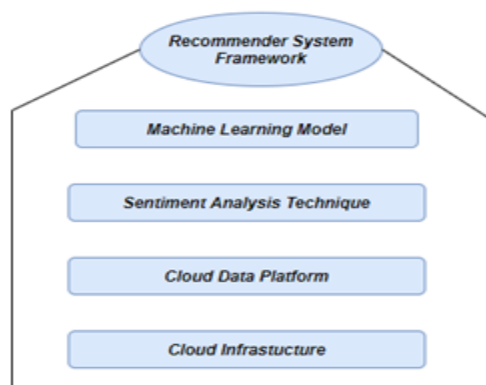 Recommender System
Framework
Machine Learning Model
Sentiment Analysis Technique
Cloud Data Platform
Cloud Infrastucture